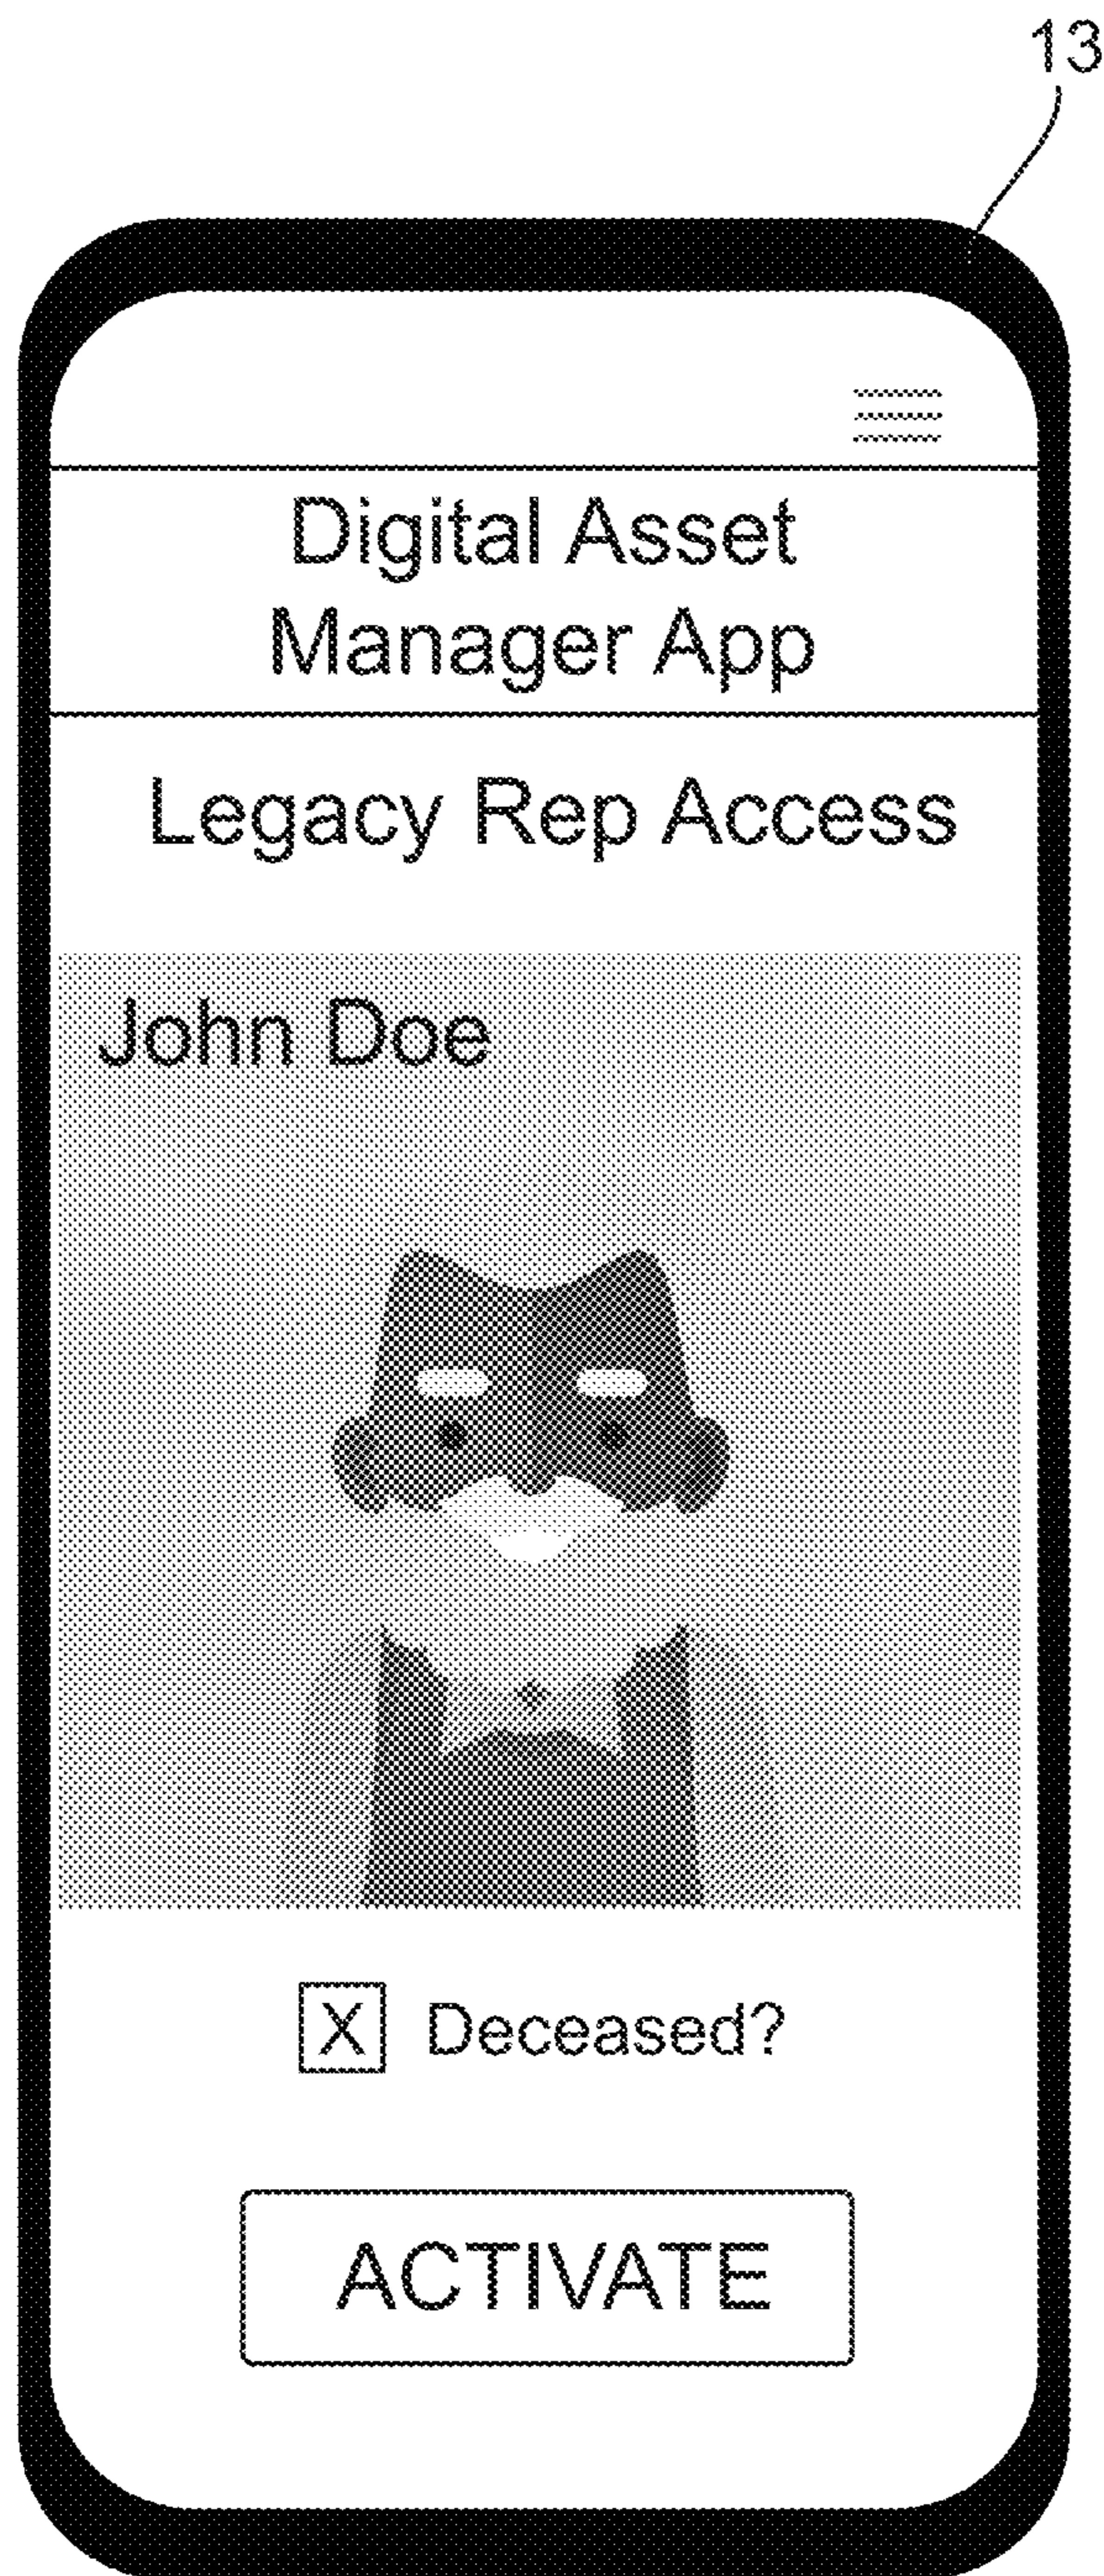 13
Digital Asset
Manager App
Legacy Rep Access
John Doe
X Deceased?
ACTIVATE